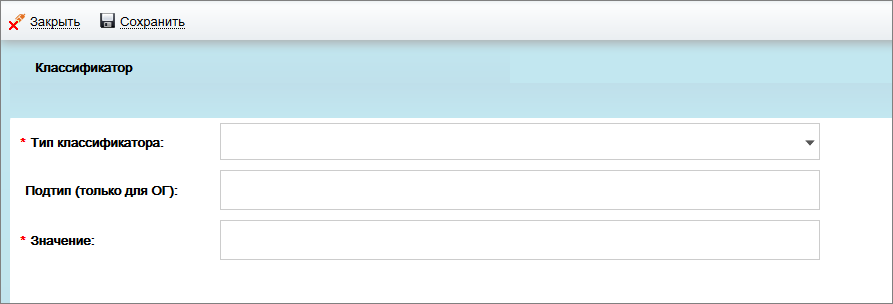 Закрыть Сохранить
Классификатор
* Тип классификатора:
Подтип (только для ОГ):
* Значение: